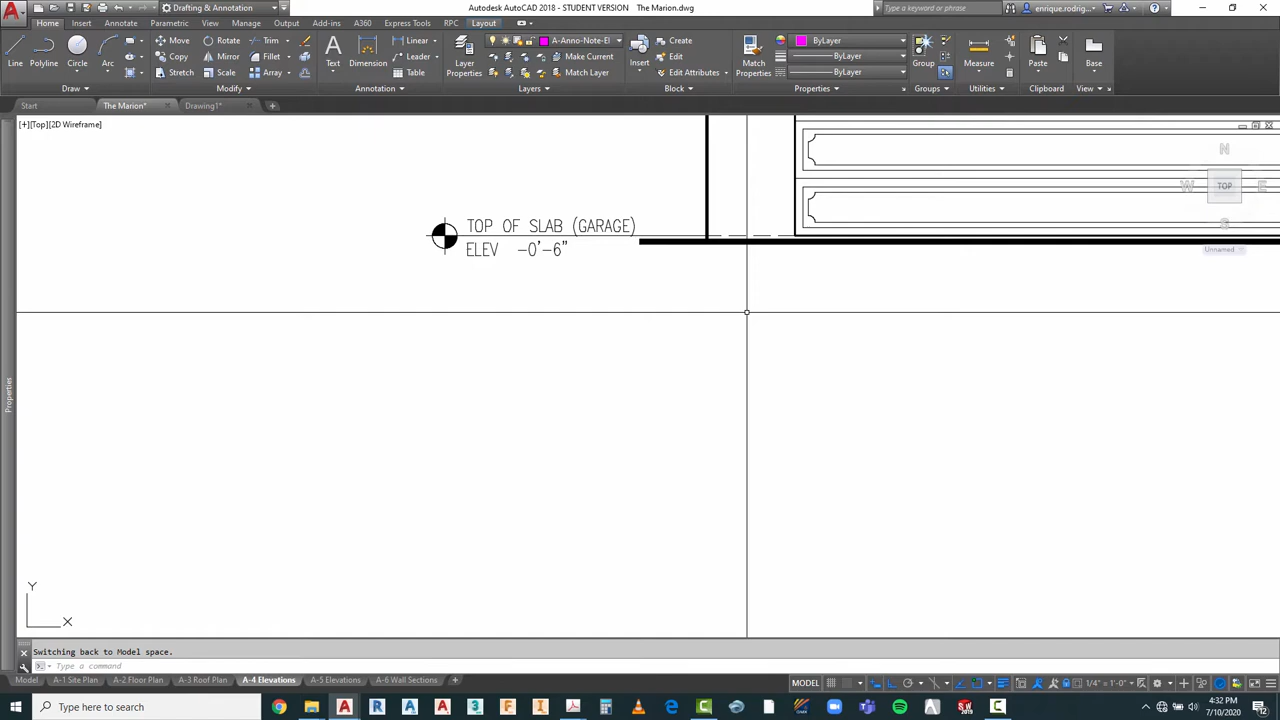 Drafting & Annotation
Autodesk AutoCAD 2018 - STUDENT VERSION The Marion.dwg
Type a keyword or phrase
enrique.rodrig...
Home Insert Annotate Parametric View Manage Output Add-ins A360 Express Tools RPC Layout
Line
Polyline
Circle
Arc
Draw
Move
Copy
Stretch
Rotate
Mirror
Scale
Trim
Fillet
Array
Modify
Text
Dimension
Linear
Leader
Table
Annotation
Layer
Properties
A-Anno-Note-El
Make Current
Match Layer
Layers
Insert
Create
Edit
Edit Attributes
Block
Match
Properties
ByLayer
ByLayer
ByLayer
Properties
Group
Groups
Measure
Utilities
Paste
Clipboard
Base
View
Start The Marion* Drawing1*
[+][Top][2D Wireframe]
N
W TOP E
S
Unnamed
TOP OF SLAB (GARAGE)
ELEV -0'-6"
Properties
Y
X
Switching back to Model space.
Type a command
Model A-1 Site Plan A-2 Floor Plan A-3 Roof Plan A-4 Elevations A-5 Elevations A-6 Wall Sections
MODEL
1/4" = 1'-0"
Type here to search
4:32 PM
7/10/2020